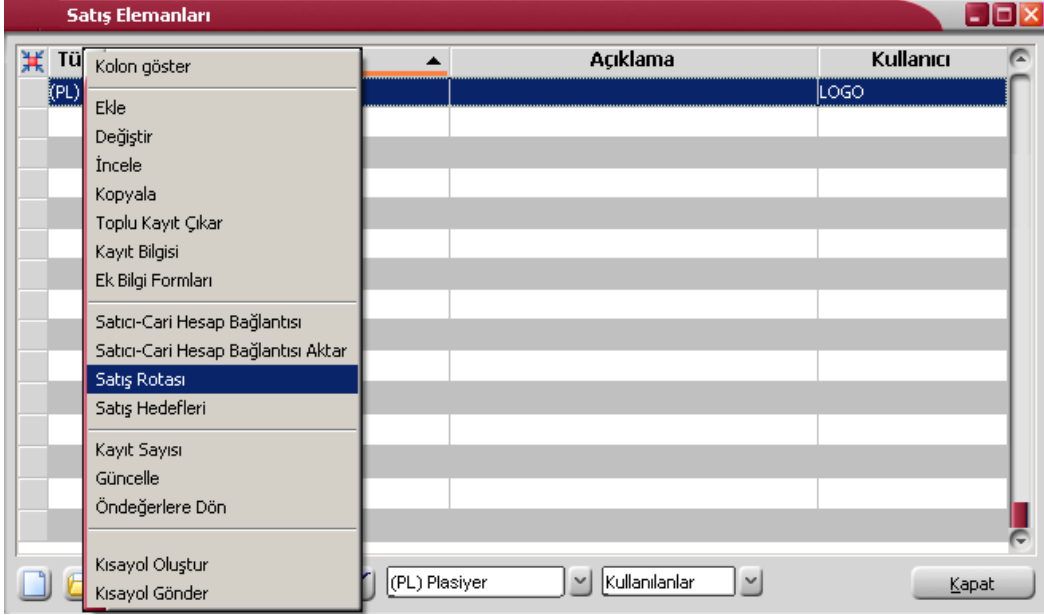 Satış Elemanları
Tü
Açıklama
Kullanıcı
(PL)
LOGO
Kolon göster
Ekle
Değiştir
İncele
Kopyala
Toplu Kayıt Çıkar
Kayıt Bilgisi
Ek Bilgi Formları
Satıcı-Cari Hesap Bağlantısı
Satıcı-Cari Hesap Bağlantısı Aktar
Satış Rotası
Satış Hedefleri
Kayıt Sayısı
Güncelle
Öndeğerlere Dön
Kısayol Oluştur
Kısayol Gönder
(PL) Plasiyer
Kullanılanlar
Kapat